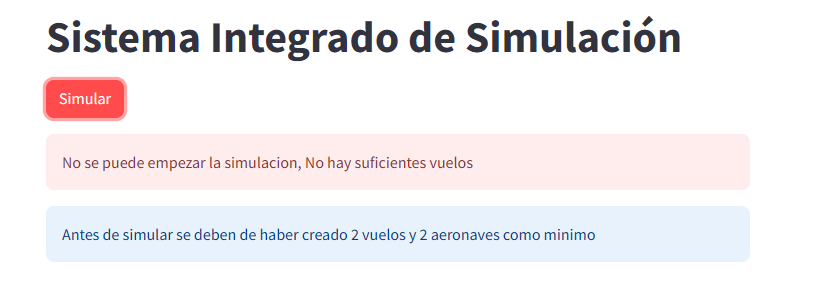 Sistema Integrado de Simulación
Simular
No se puede empezar la simulacion, No hay suficientes vuelos
Antes de simular se deben de haber creado 2 vuelos y 2 aeronaves como minimo